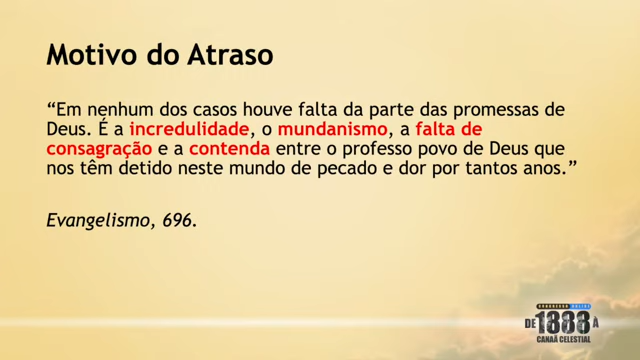 Motivo do Atraso
“Em nenhum dos casos houve falta da parte das promessas de
Deus. É a incredulidade, o mundanismo, a falta de
consagração e a contenda entre o professo povo de Deus que
nos têm detido neste mundo de pecado e dor por tantos anos.”
Evangelismo, 696.
CONGRESSO ONLINE
DE 1888 À
CANAÃ CELESTIAL